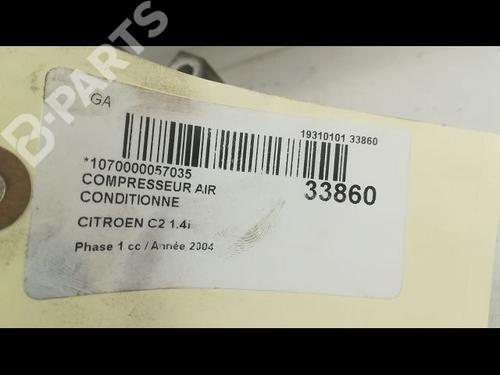 B-PARTS
GA
19310101 33860
*1070000057035
33860
COMPRESSEUR AIR
CONDITIONNE
CITROEN C2 1.4i
Phase 1 cc / Année 2004